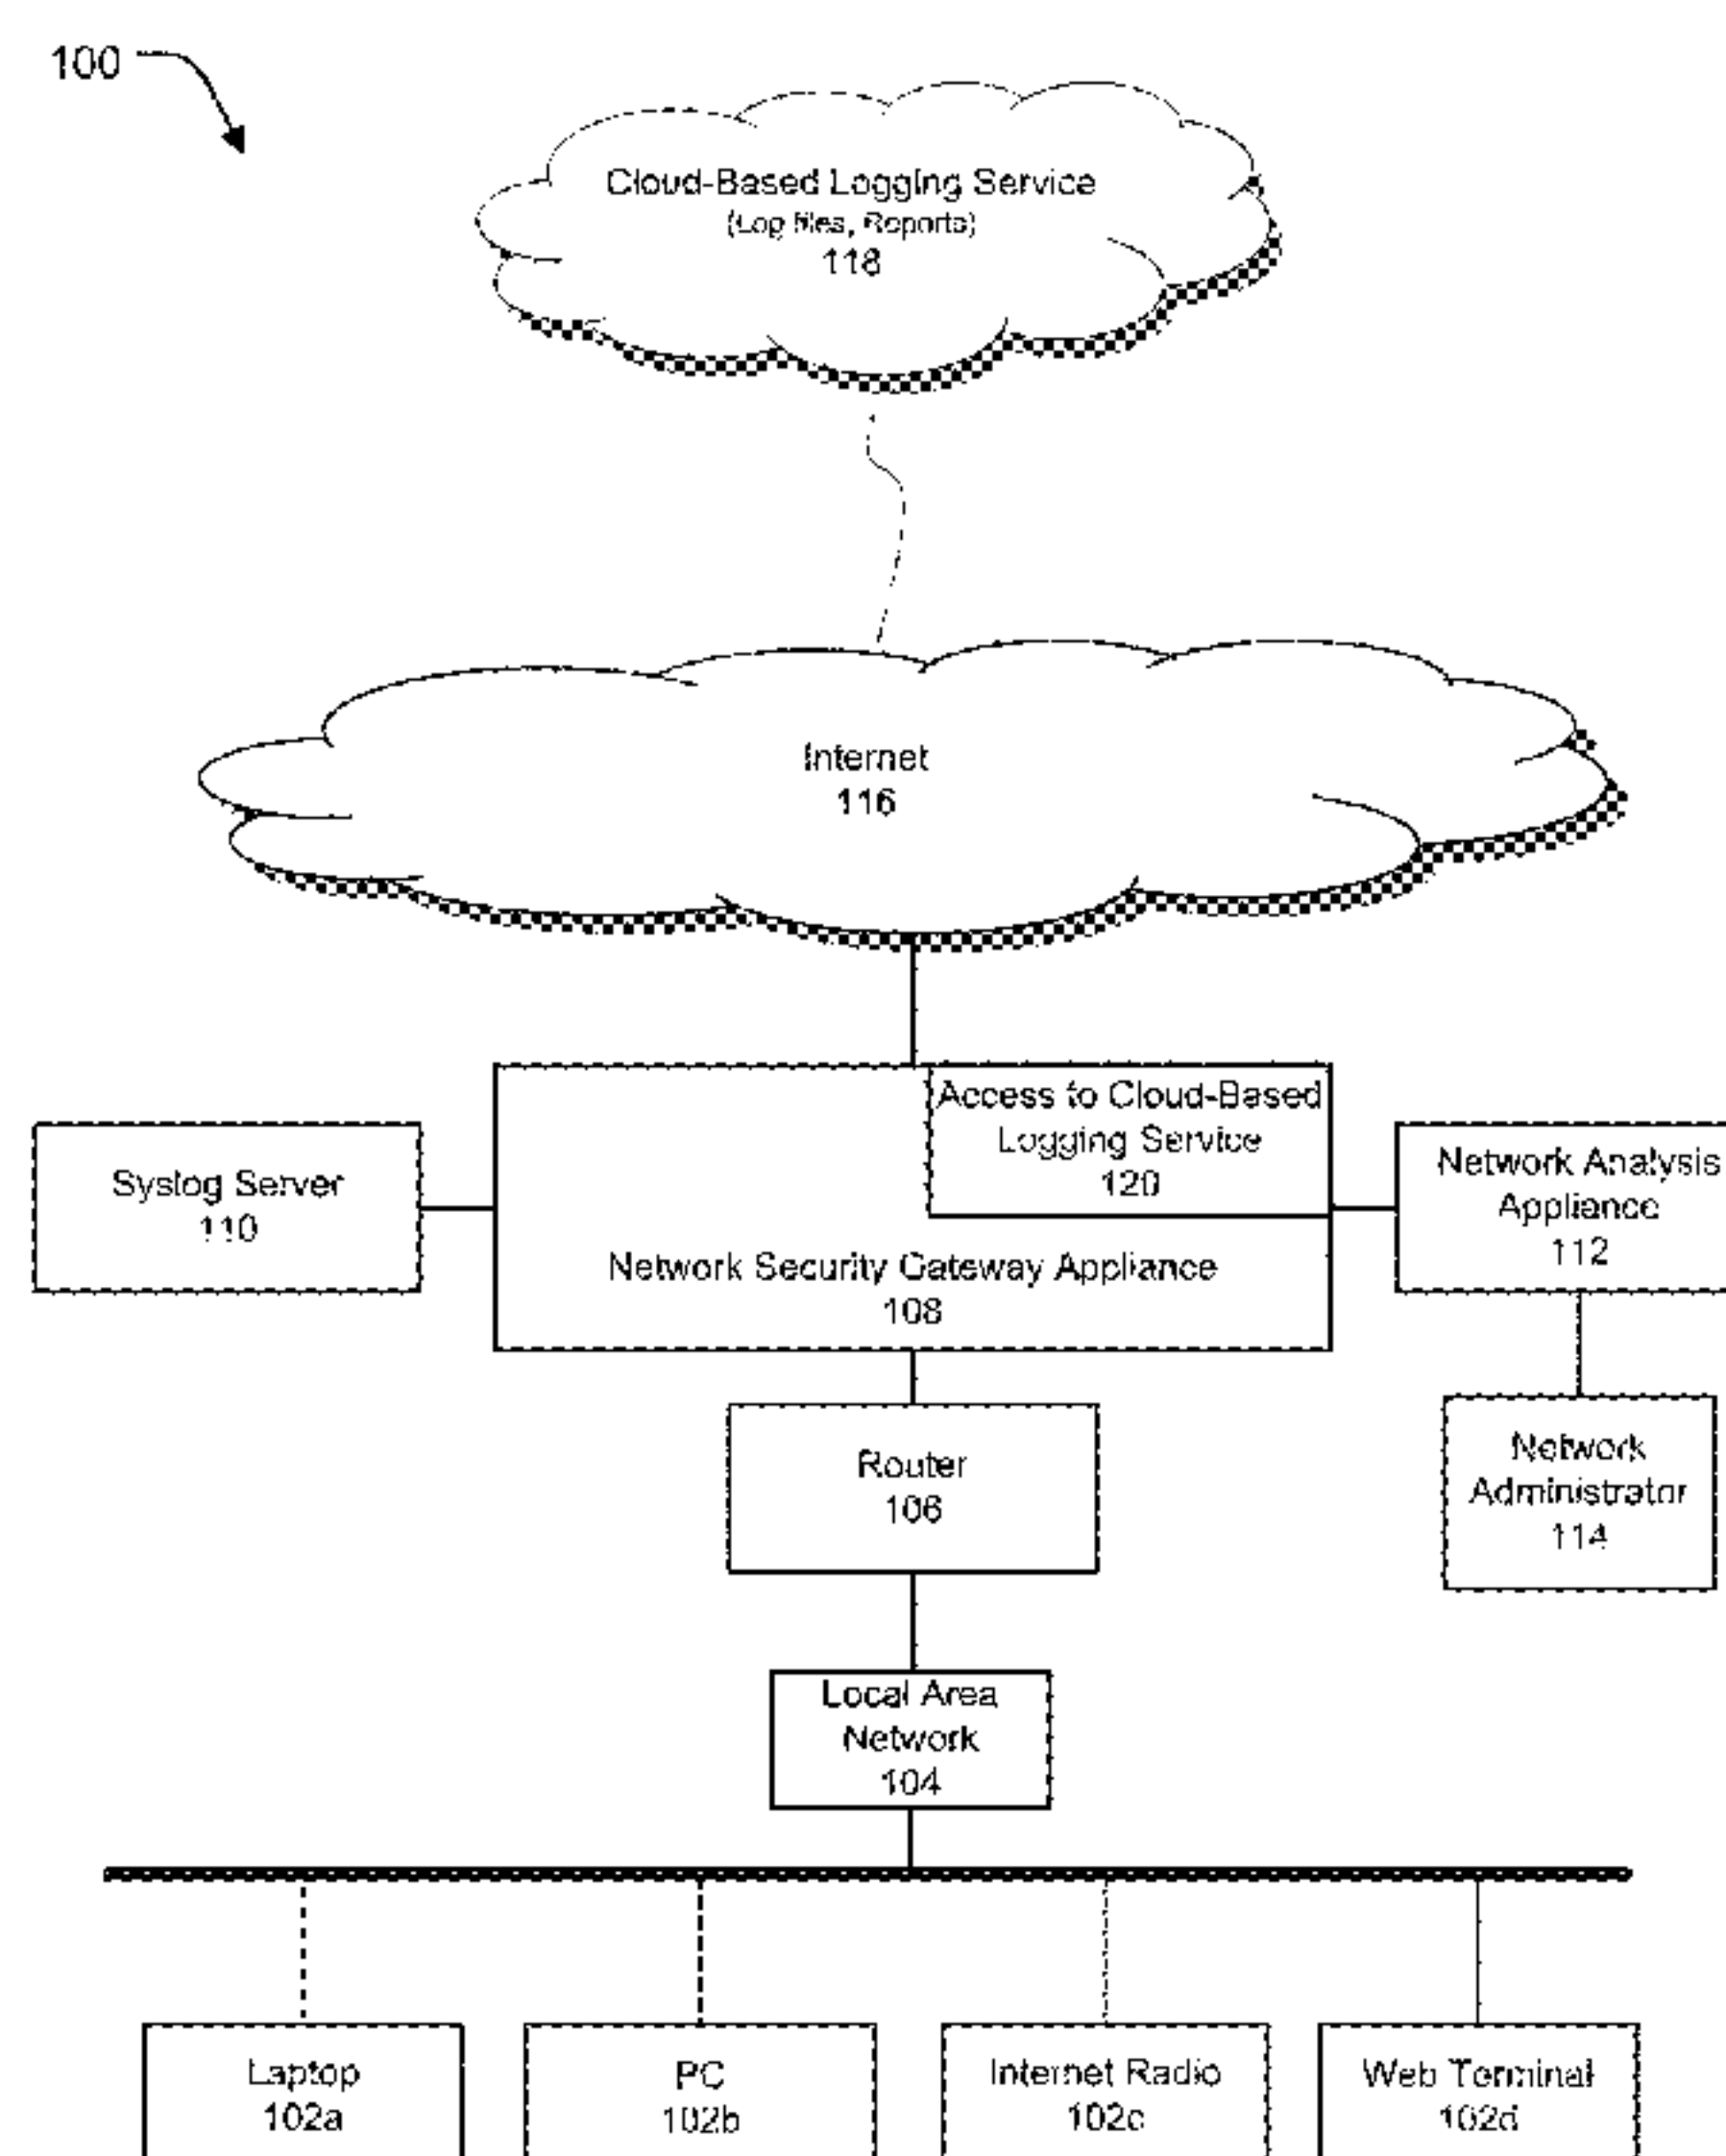 100
Cloud-Based Logging Service
(Log files, Reports)
118
Internet
116
Access to Cloud-Based
Logging Service
120
Syslog Server
110
Network Security Gateway Appliance
108
Network Analysis
Appliance
112
Router
106
Network
Administrator
114
Local Area
Network
104
Laptop
102a
PC
102b
Internet Radio
102c
Web Terminal
102d